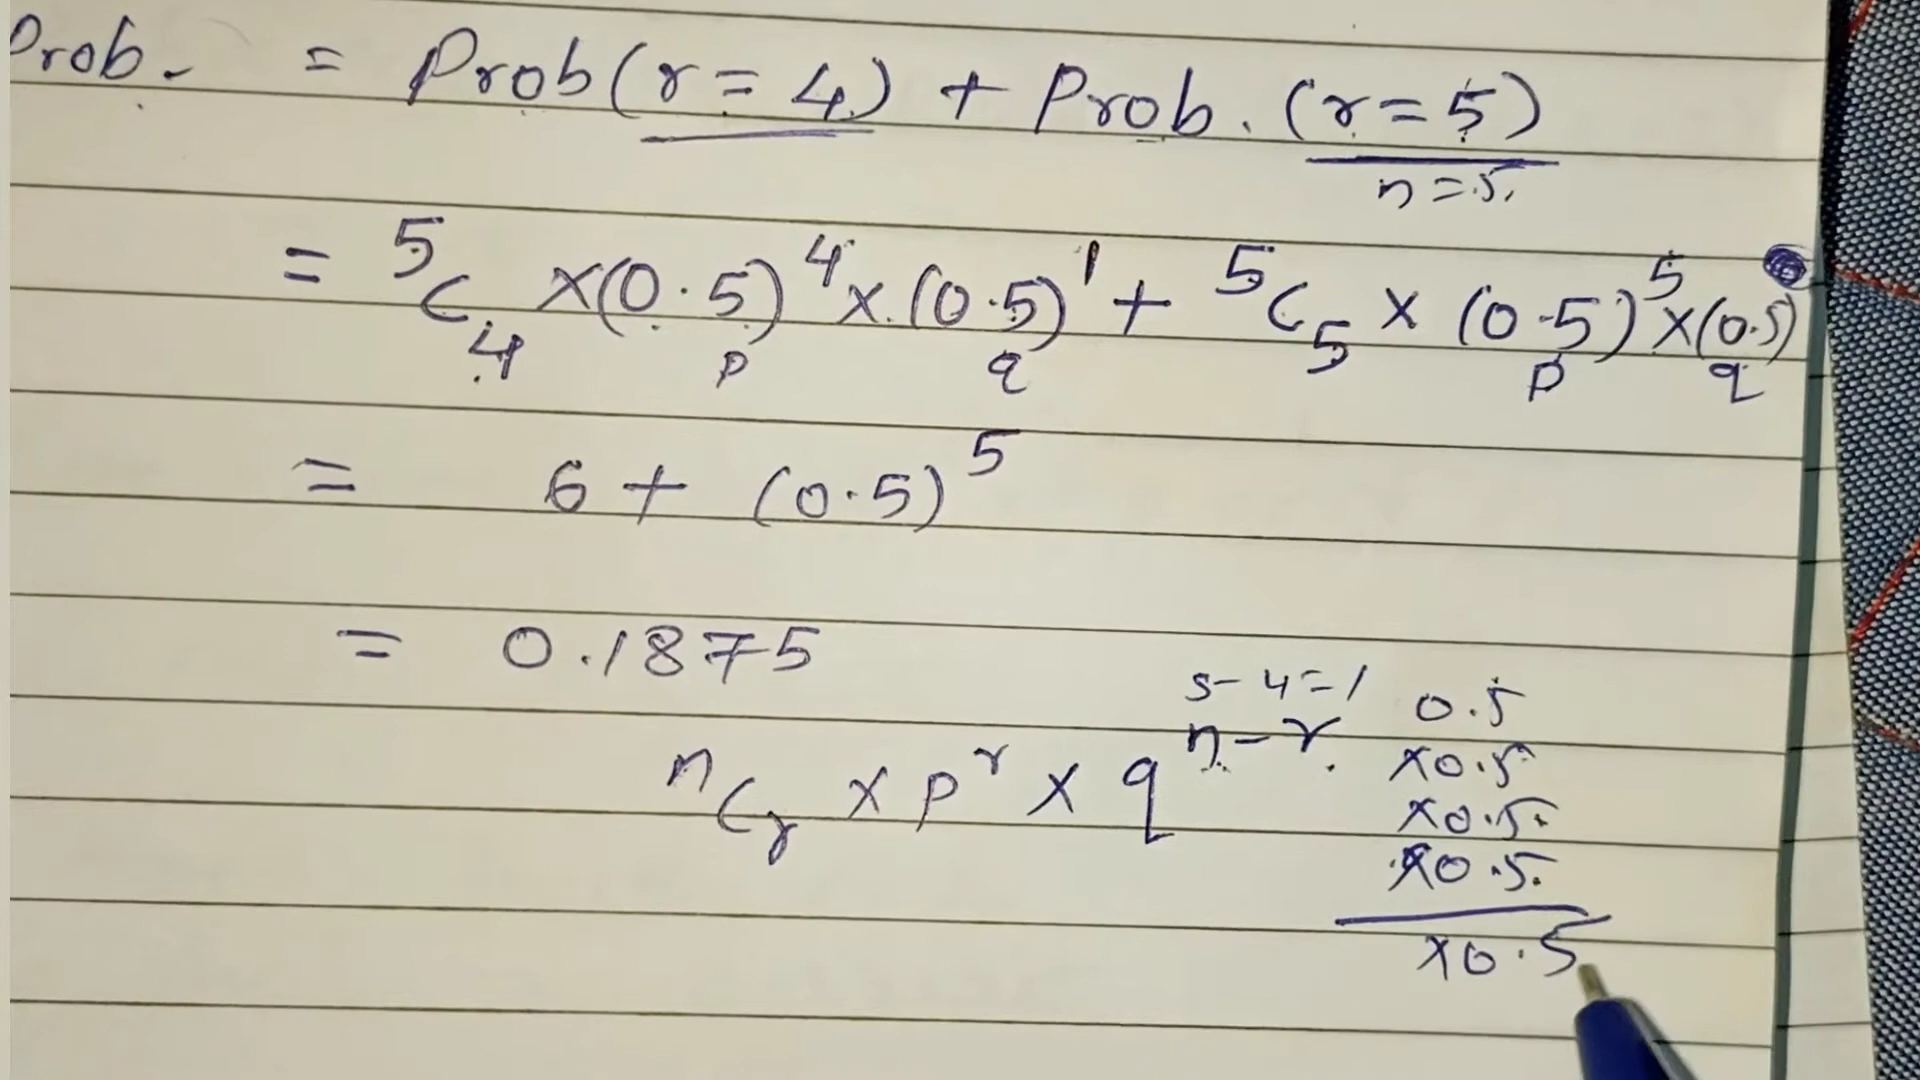 Prob. = Prob(r = 4) + Prob. (r = 5)
n = 5.
= ⁵C₄ ×(0.5)⁴ × (0.5)¹ + ⁵C₅ × (0.5)⁵ ×(0.5)
p q p q
= 6 + (0.5)⁵
= 0.1875
5 - 4 = 1
ⁿCᵣ × pʳ × qⁿ⁻ʳ
0.5
×0.5
×0.5
×0.5
×0.5